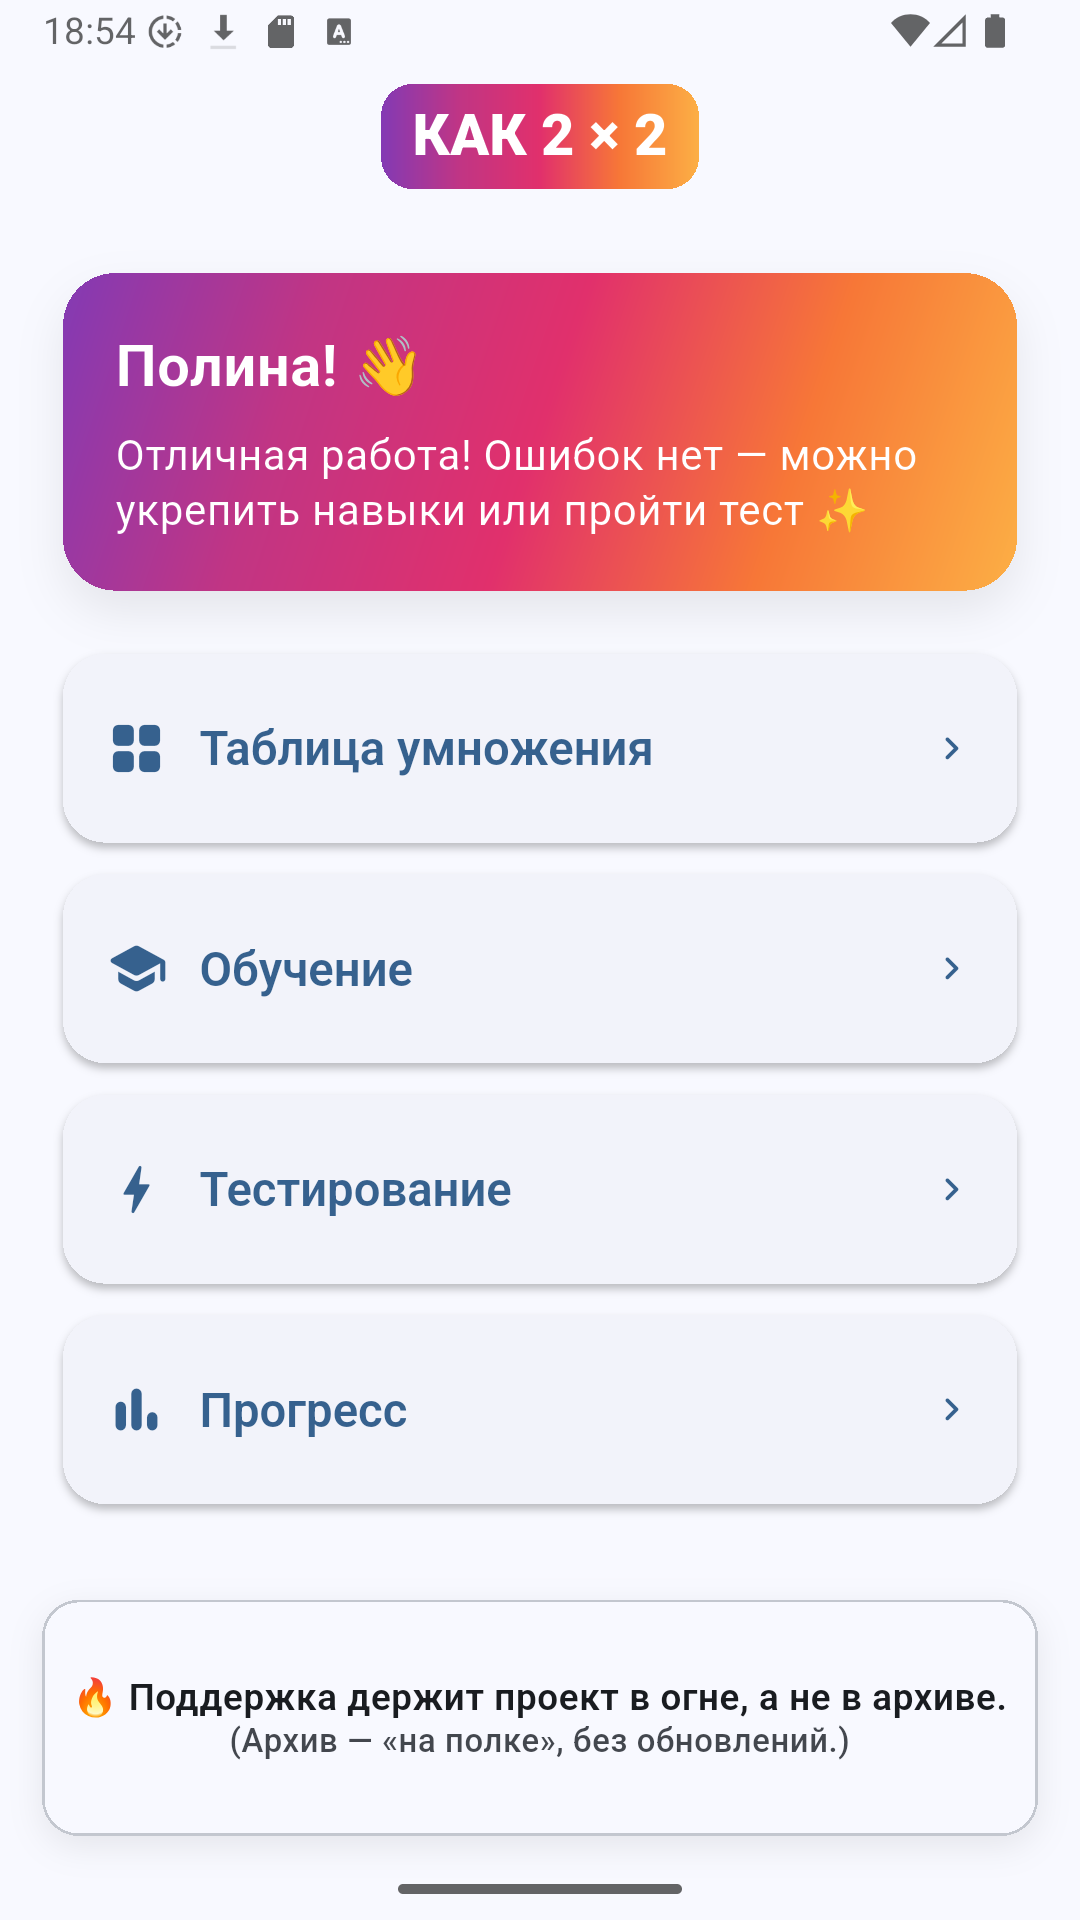 18:54
КАК 2 × 2
Полина! 👋
Отличная работа! Ошибок нет — можно
укрепить навыки или пройти тест ✨
Таблица умножения
Обучение
Тестирование
Прогресс
🔥 Поддержка держит проект в огне, а не в архиве.
(Архив — «на полке», без обновлений.)